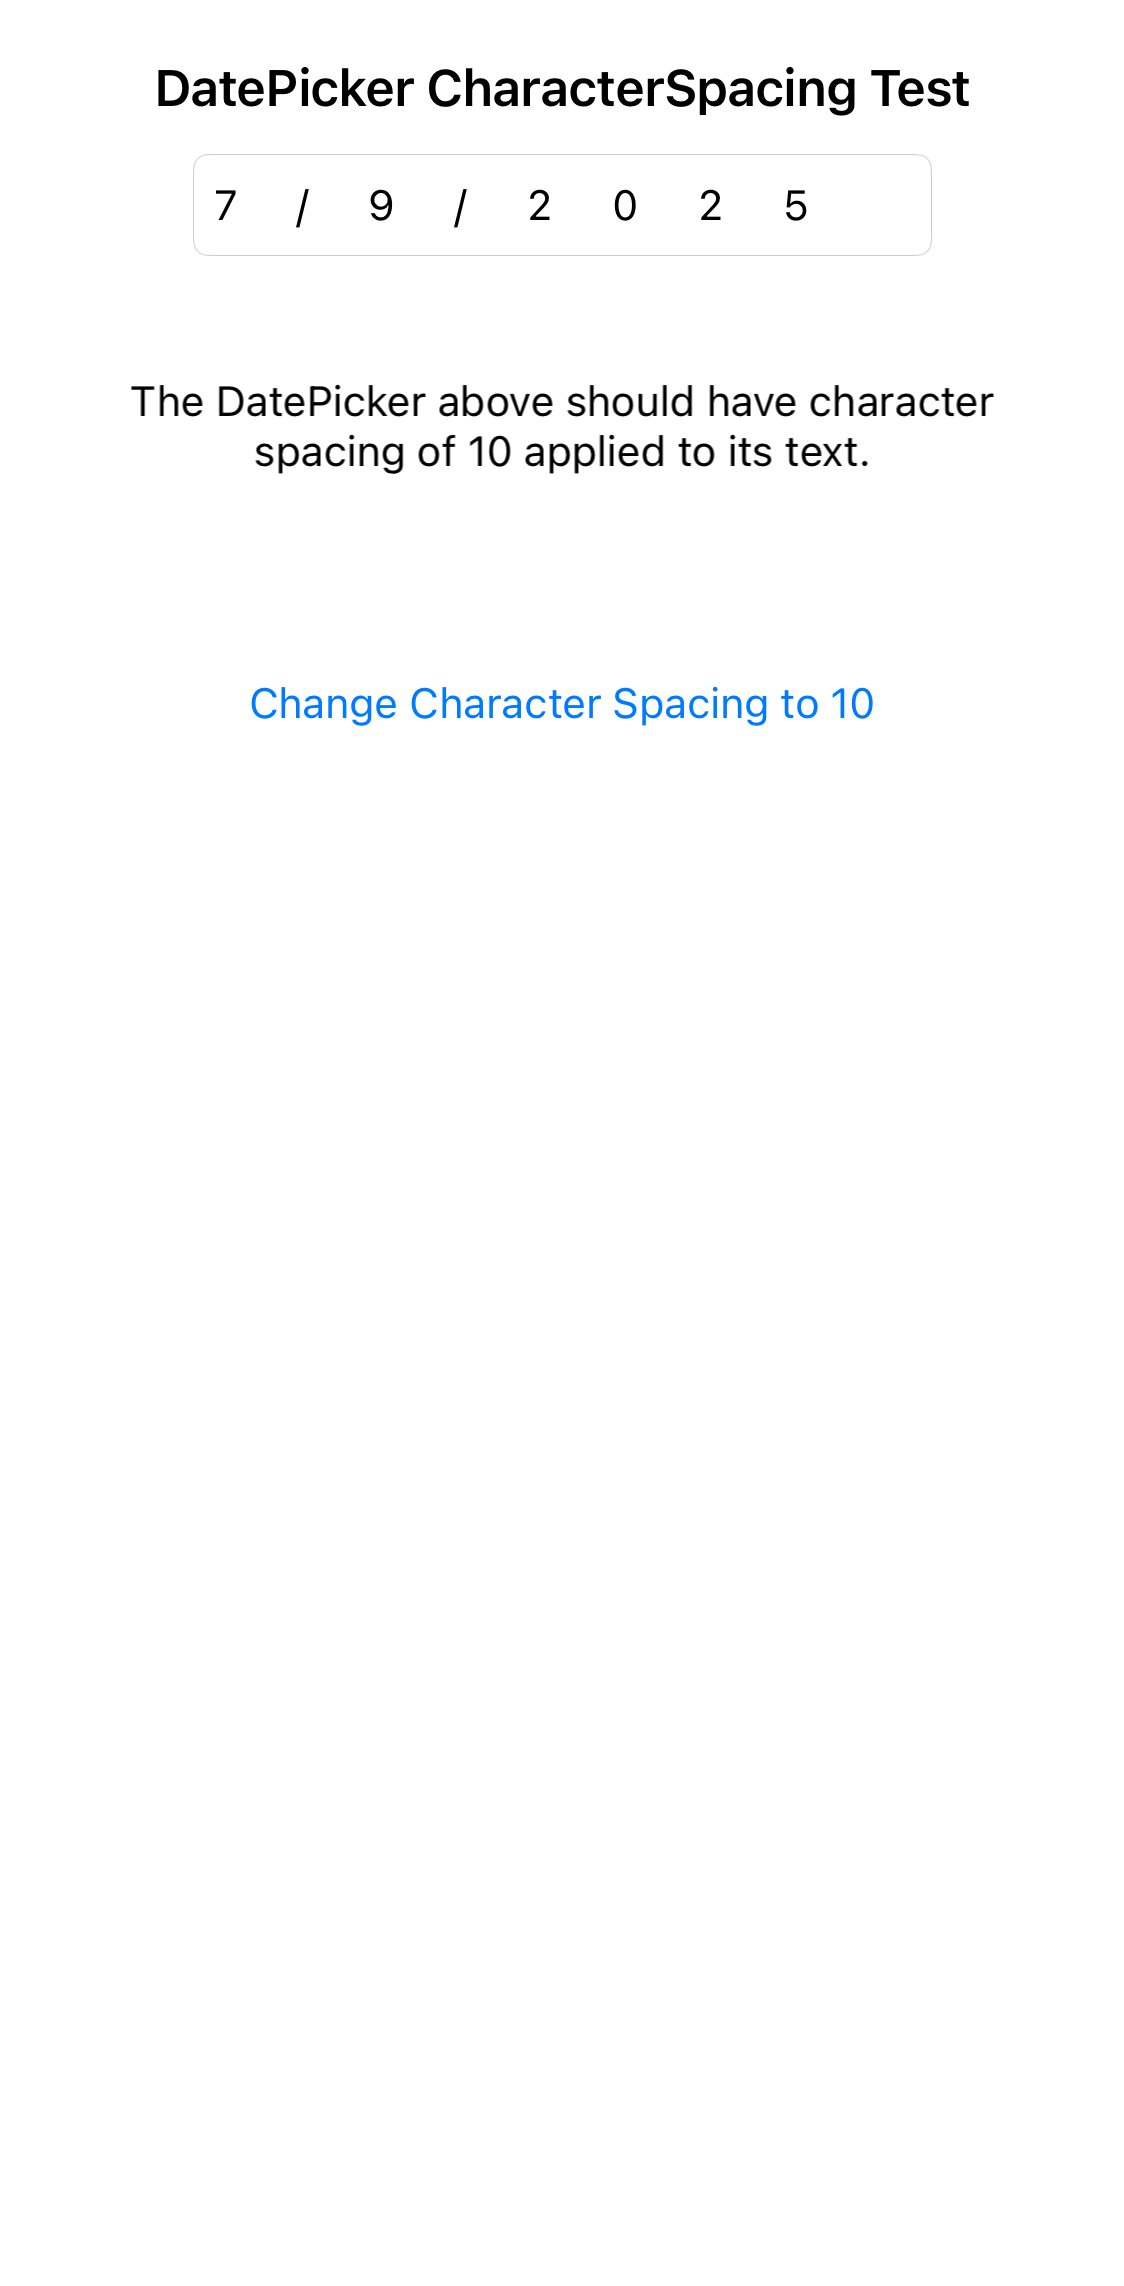 DatePicker CharacterSpacing Test
7 / 9 / 2 0 2 5
The DatePicker above should have character
spacing of 10 applied to its text.
Change Character Spacing to 10